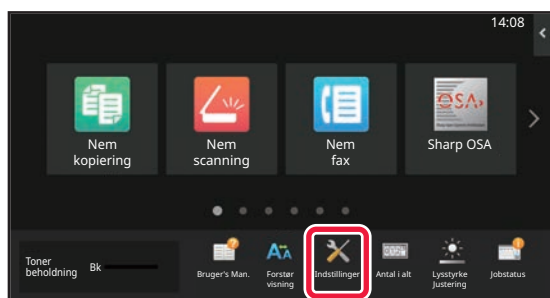 14:08
Nem
kopiering
Nem
scanning
Nem
fax
OSA
Sharp OSA
Toner
beholdning
Bk
Bruger's Man.
Forstør
visning
Indstillinger
Antal i alt
Lysstyrke
Justering
Jobstatus